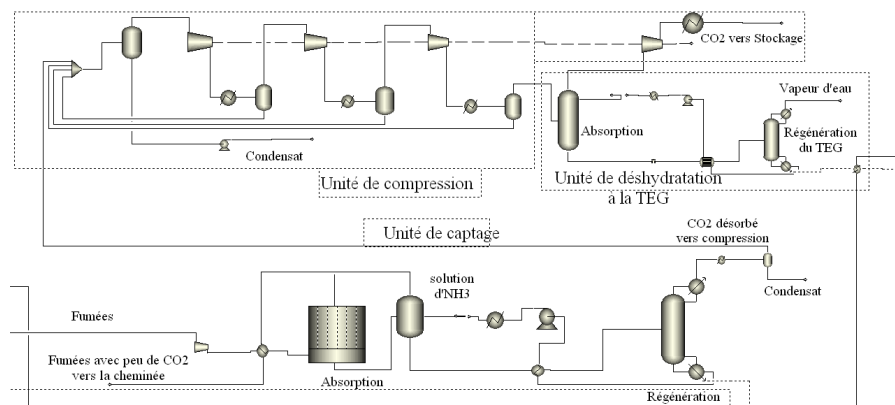 CO2 vers Stockage
Vapeur d'eau
Absorption
Régénération
du TEG
Condensat
Unité de compression
Unité de déshydratation
à la TEG
CO2 désorbé
vers compression
Unité de captage
solution
d'NH3
Condensat
Fumées
Fumées avec peu de CO2
vers la cheminée
Absorption
Régénération